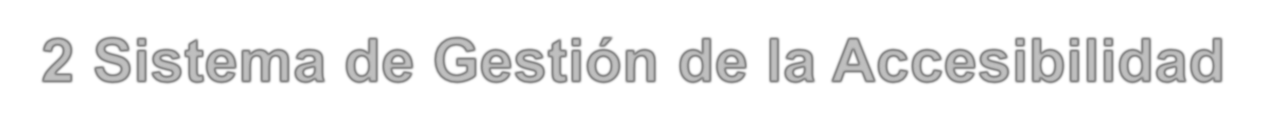 2 Sistema de Gestión de la Accesibilidad